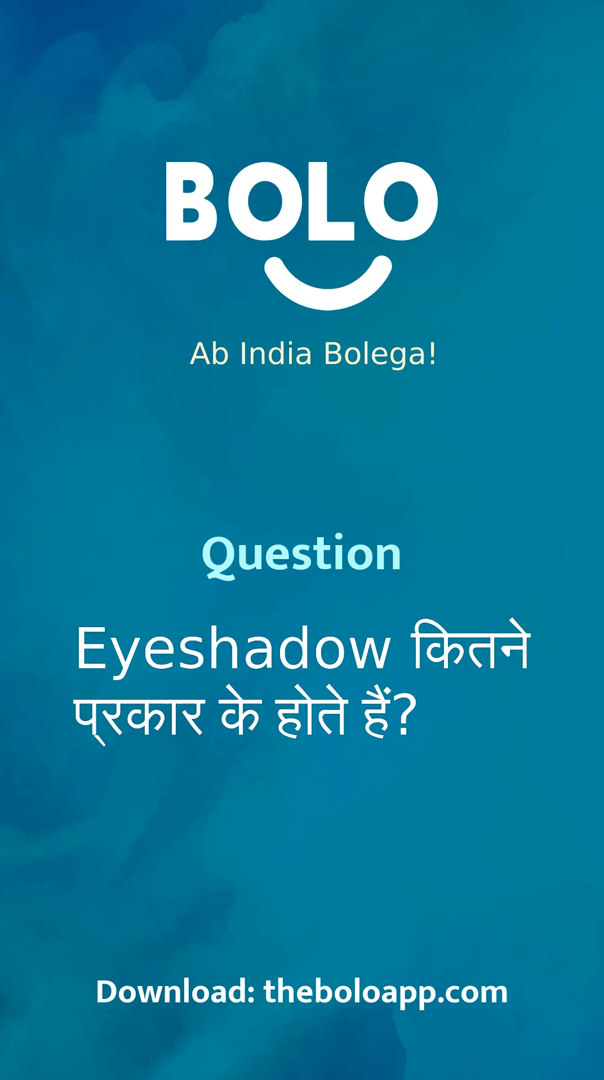 BOLO
Ab India Bolega!
Question
Eyeshadow कितने
प्रकार के होते हैं?
Download: theboloapp.com